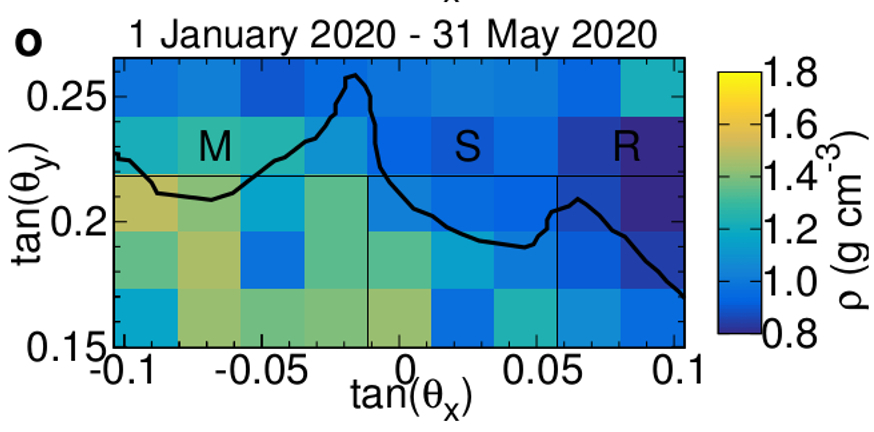 x
o
1 January 2020 - 31 May 2020
M
S
R
0.25
0.2
0.15
tan(θy)
-0.1
-0.05
0
0.05
0.1
tan(θx)
1.8
1.6
1.4
1.2
1.0
0.8
ρ (g cm-3)